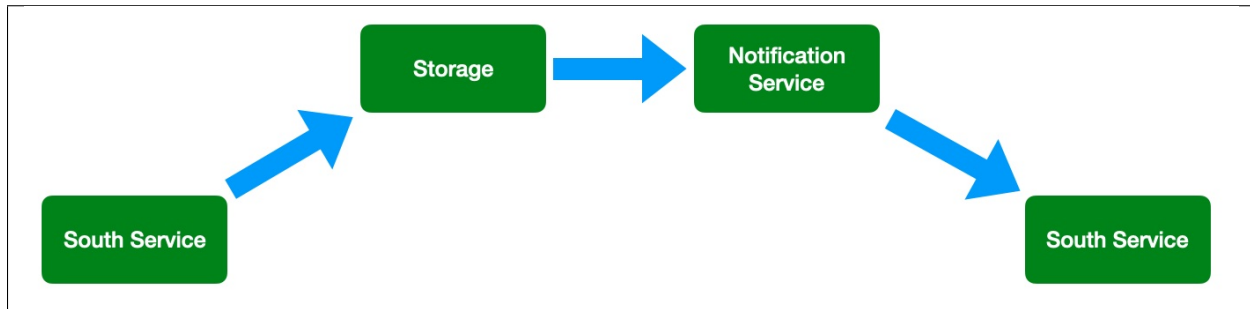 Storage
Notification
Service
South Service
South Service